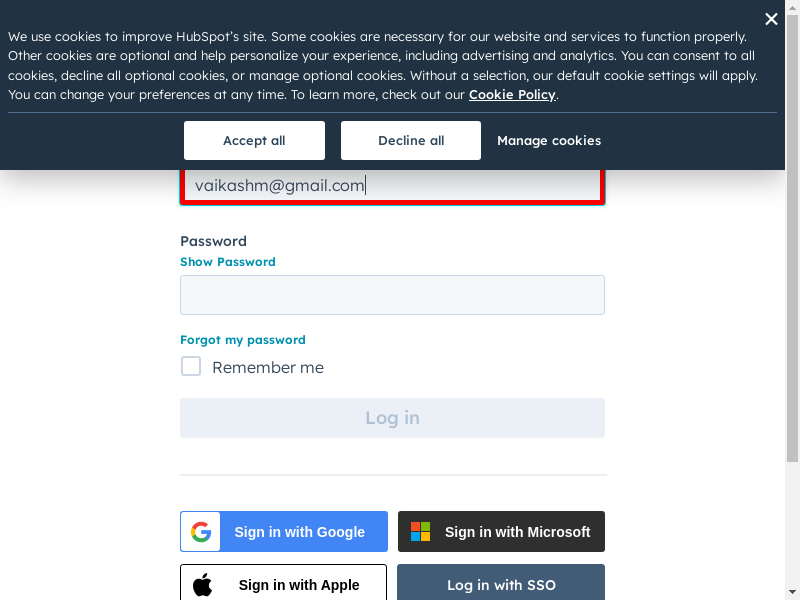 We use cookies to improve HubSpot’s site. Some cookies are necessary for our website and services to function properly.
Other cookies are optional and help personalize your experience, including advertising and analytics. You can consent to all
cookies, decline all optional cookies, or manage optional cookies. Without a selection, our default cookie settings will apply.
You can change your preferences at any time. To learn more, check out our Cookie Policy.
Accept all
Decline all
Manage cookies
vaikashm@gmail.com
Password
Show Password
Forgot my password
Remember me
Log in
Sign in with Google
Sign in with Microsoft
Sign in with Apple
Log in with SSO